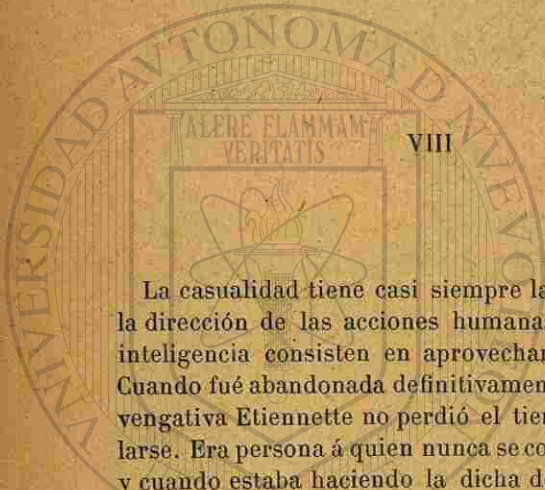 UNIVERSIDAD AUTONOMA DE NUEVO
ALERE FLAMMAM
VERITATIS
VIII
La casualidad tiene casi siempre la
la dirección de las acciones humana
inteligencia consisten en aprovechar
Cuando fué abandonada definitivamen
vengativa Etiennette no perdió el tien
larse. Era persona á quien nunca se co
y cuando estaba haciendo la dicha d